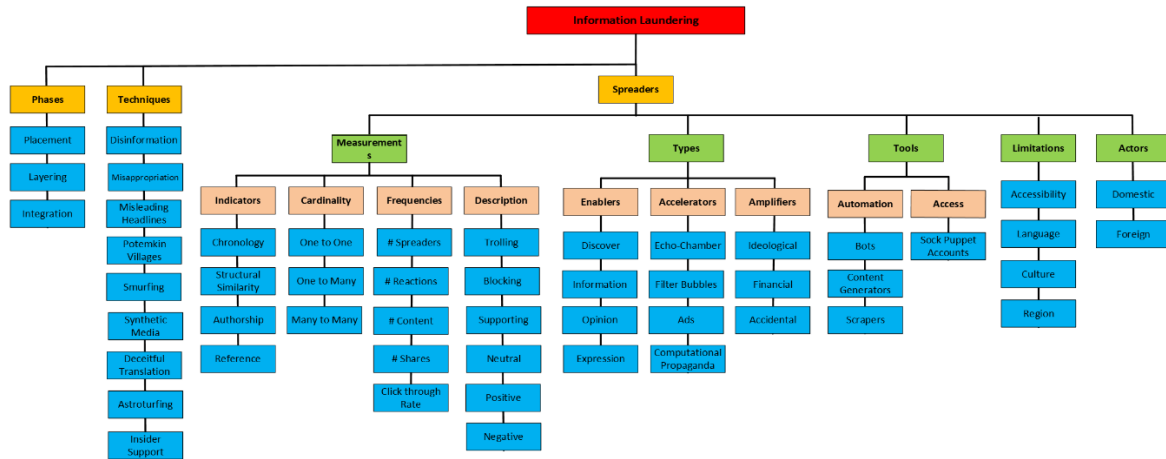 Information Laundering
Phases
Techniques
Spreaders
Placement
Layering
Integration
Disinformation
Misappropriation
Misleading
Headlines
Potemkin
Villages
Smurfing
Synthetic
Media
Deceitful
Translation
Astroturfing
Insider
Support
Measurement
s
Types
Tools
Limitations
Actors
Indicators
Chronology
Structural
Similarity
Authorship
Reference
Cardinality
One to One
One to Many
Many to Many
Frequencies
# Spreaders
# Reactions
# Content
# Shares
Click through
Rate
Description
Trolling
Blocking
Supporting
Neutral
Positive
Negative
Enablers
Discover
Information
Opinion
Expression
Accelerators
Echo-Chamber
Filter Bubbles
Ads
Computational
Propaganda
Amplifiers
Ideological
Financial
Accidental
Automation
Bots
Content
Generators
Scrapers
Access
Sock Puppet
Accounts
Accessibility
Language
Culture
Region
Domestic
Foreign